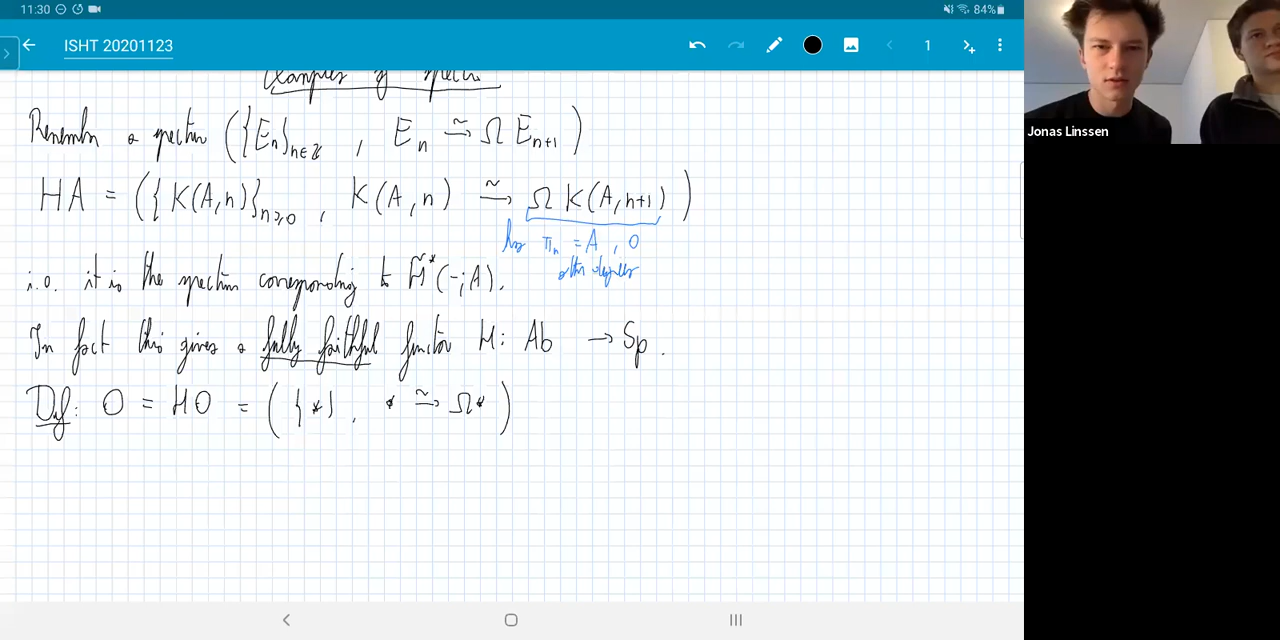 11:30 84%
ISHT 20201123 1
Examples of spectra
Remember a spectrum ({E_n}_{n∈ℤ} , E_n ⥲ Ω E_{n+1})
HA = ({K(A,n)}_{n≥0} , K(A,n) ⥲ Ω K(A,n+1))
has π_n = A , 0
other degrees
i.e. it is the spectrum corresponding to H̃*(-;A).
In fact this gives a fully faithful functor H: Ab → Sp.
Def: 0 = H0 = ({*}, * ⥲ Ω*)
Jonas Linssen